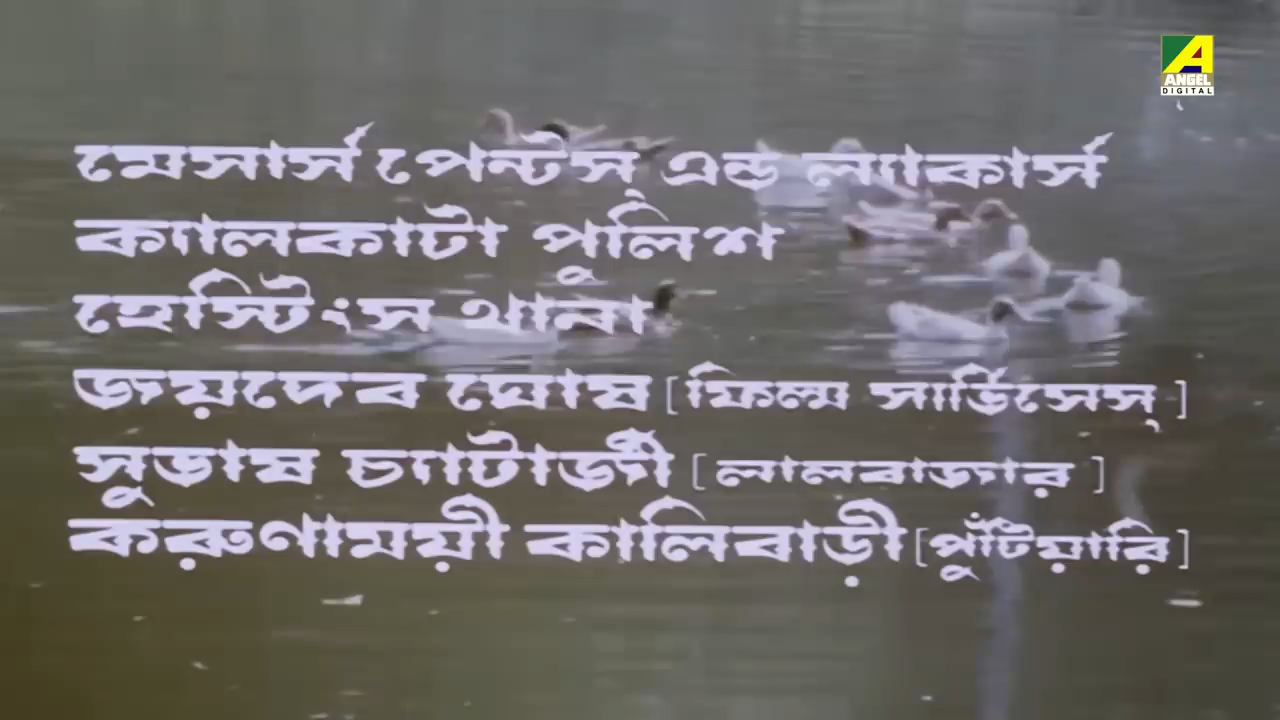 ANGEL
DIGITAL
মেসার্স পেন্টস্ এন্ড ল্যাকার্স
ক্যালকাটা পুলিশ
হেস্টিংস থানা
জয়দেব ঘোষ [ফিল্ম সার্ভিসেস্]
সুভাষ চ্যাটার্জী [লালবাজার]
করুণাময়ী কালিবাড়ী [পুঁটিয়ারি]